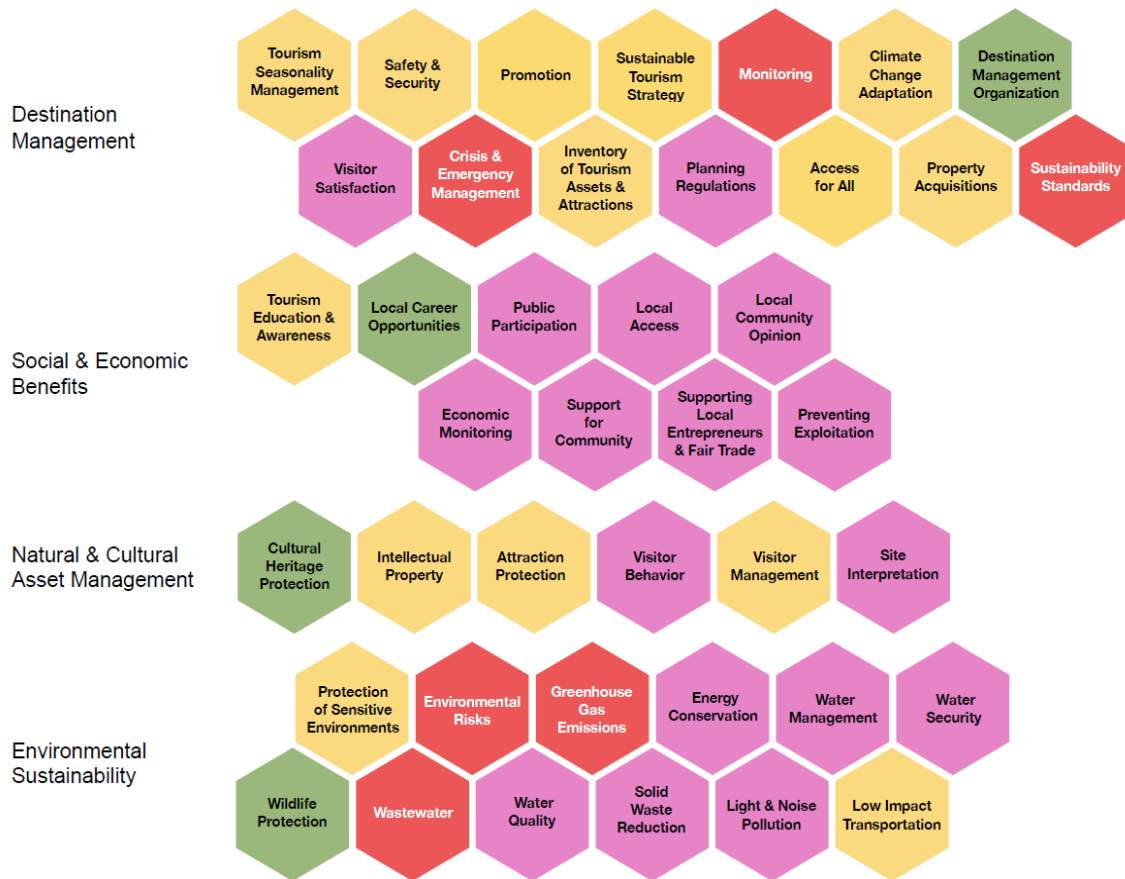 Destination
Management
Tourism
Seasonality
Management
Safety &
Security
Promotion
Sustainable
Tourism
Strategy
Monitoring
Climate
Change
Adaptation
Destination
Management
Organization
Visitor
Satisfaction
Crisis &
Emergency
Management
Inventory
of Tourism
Assets &
Attractions
Planning
Regulations
Access
for All
Property
Acquisitions
Sustainability
Standards
Social & Economic
Benefits
Tourism
Education &
Awareness
Local Career
Opportunities
Public
Participation
Local
Access
Local
Community
Opinion
Economic
Monitoring
Support
for
Community
Supporting
Local
Entrepreneurs
& Fair Trade
Preventing
Exploitation
Natural & Cultural
Asset Management
Cultural
Heritage
Protection
Intellectual
Property
Attraction
Protection
Visitor
Behavior
Visitor
Management
Site
Interpretation
Environmental
Sustainability
Protection
of Sensitive
Environments
Environmental
Risks
Greenhouse
Gas
Emissions
Energy
Conservation
Water
Management
Water
Security
Wildlife
Protection
Wastewater
Water
Quality
Solid
Waste
Reduction
Light & Noise
Pollution
Low Impact
Transportation